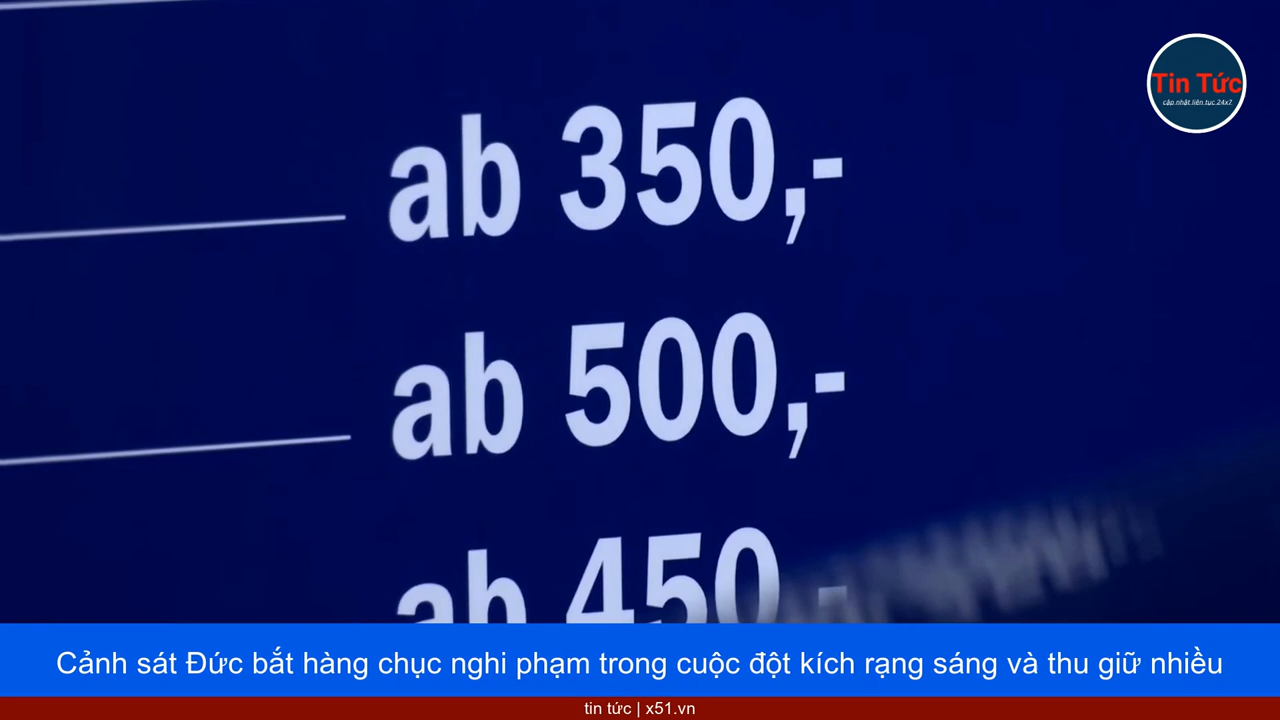 Tin Tức
cập nhật liên tục 24x7
ab 350,-
ab 500,-
ab 450,-
Cảnh sát Đức bắt hàng chục nghi phạm trong cuộc đột kích rạng sáng và thu giữ nhiều
tin tức | x51.vn